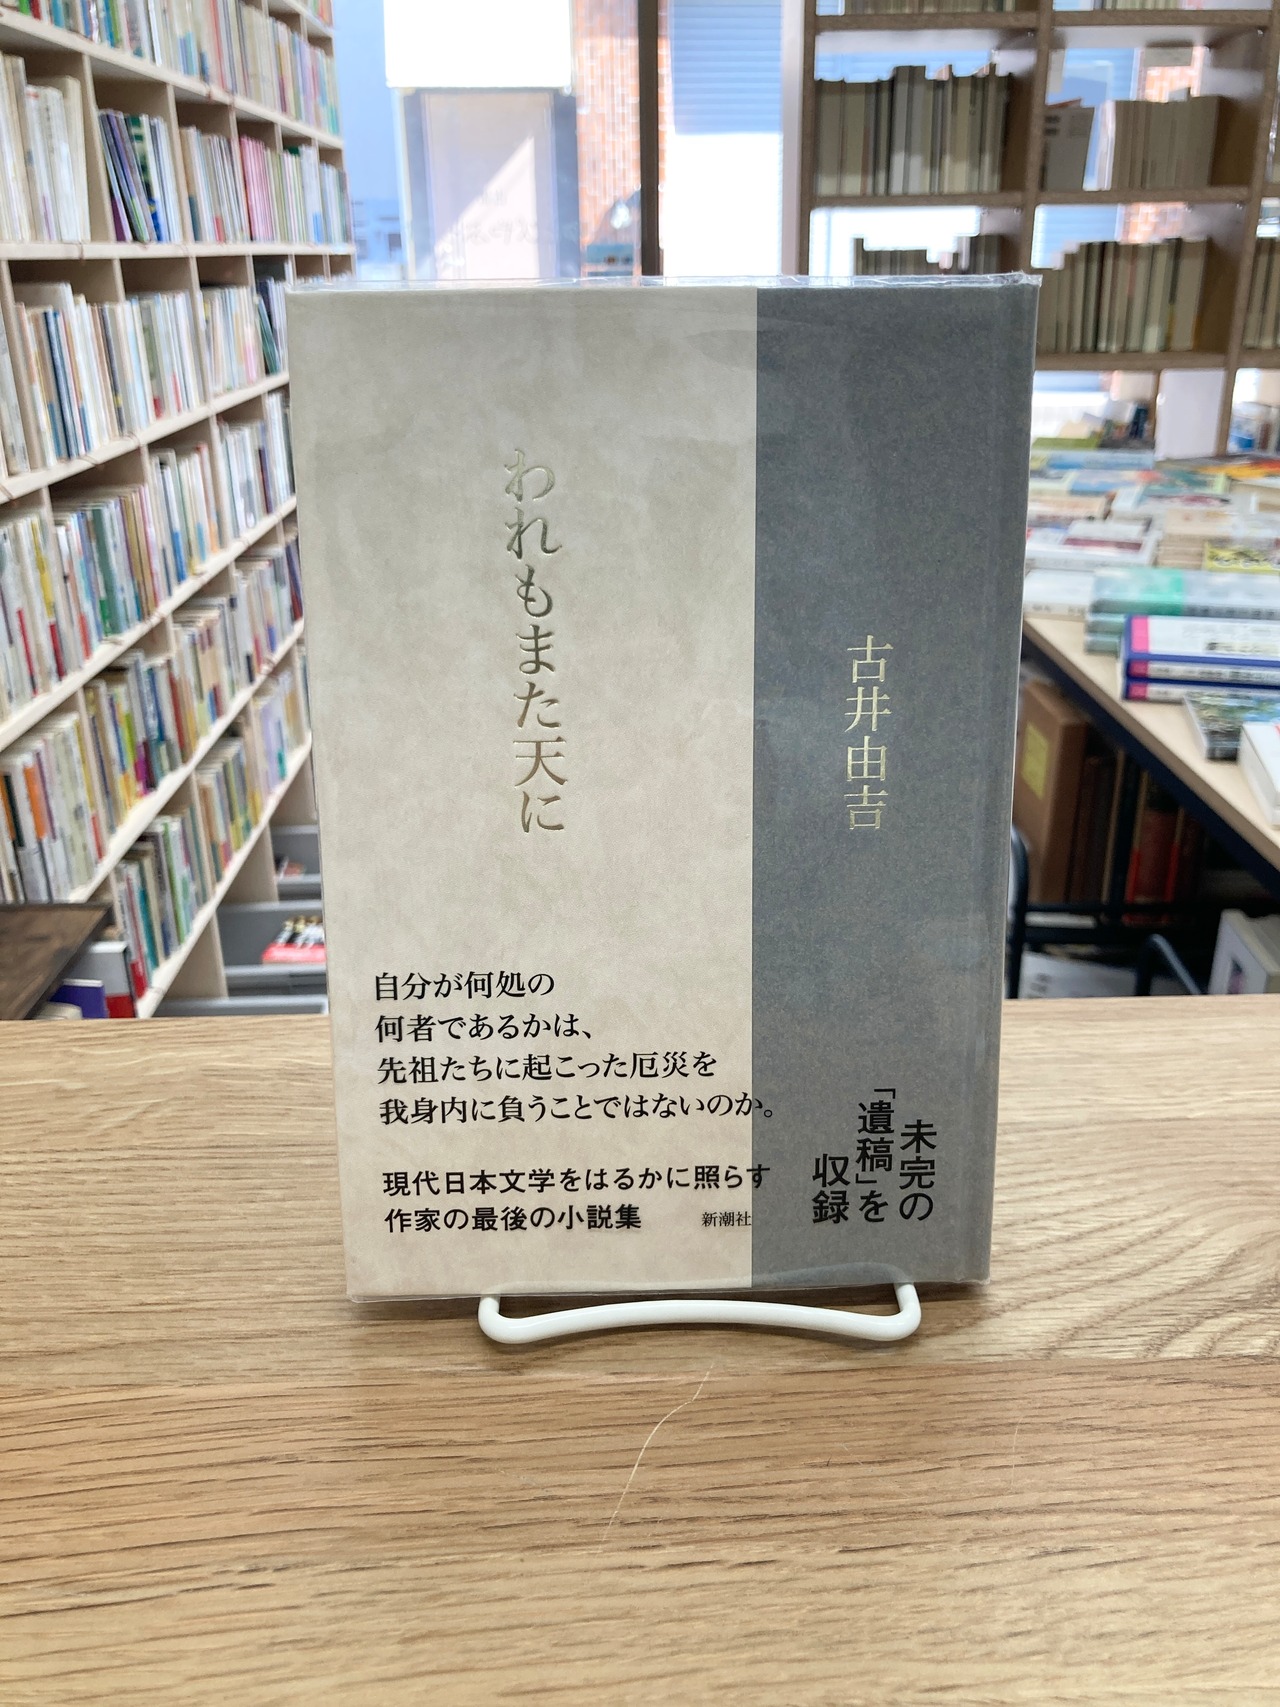 われもまた天に
古井由吉
自分が何処の
何者であるかは、
先祖たちに起こった厄災を
我身内に負うことではないのか。
現代日本文学をはるかに照らす
作家の最後の小説集
新潮社
未完の
「遺稿」を
収録